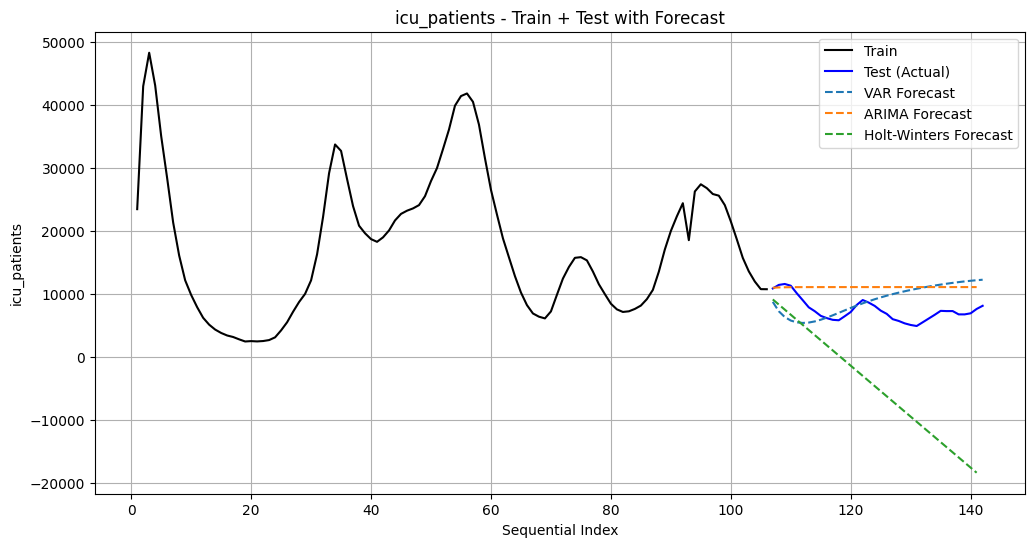 icu_patients - Train + Test with Forecast
Train
Test (Actual)
VAR Forecast
ARIMA Forecast
Holt-Winters Forecast
icu_patients
50000
40000
30000
20000
10000
0
−10000
−20000
0 20 40 60 80 100 120 140
Sequential Index